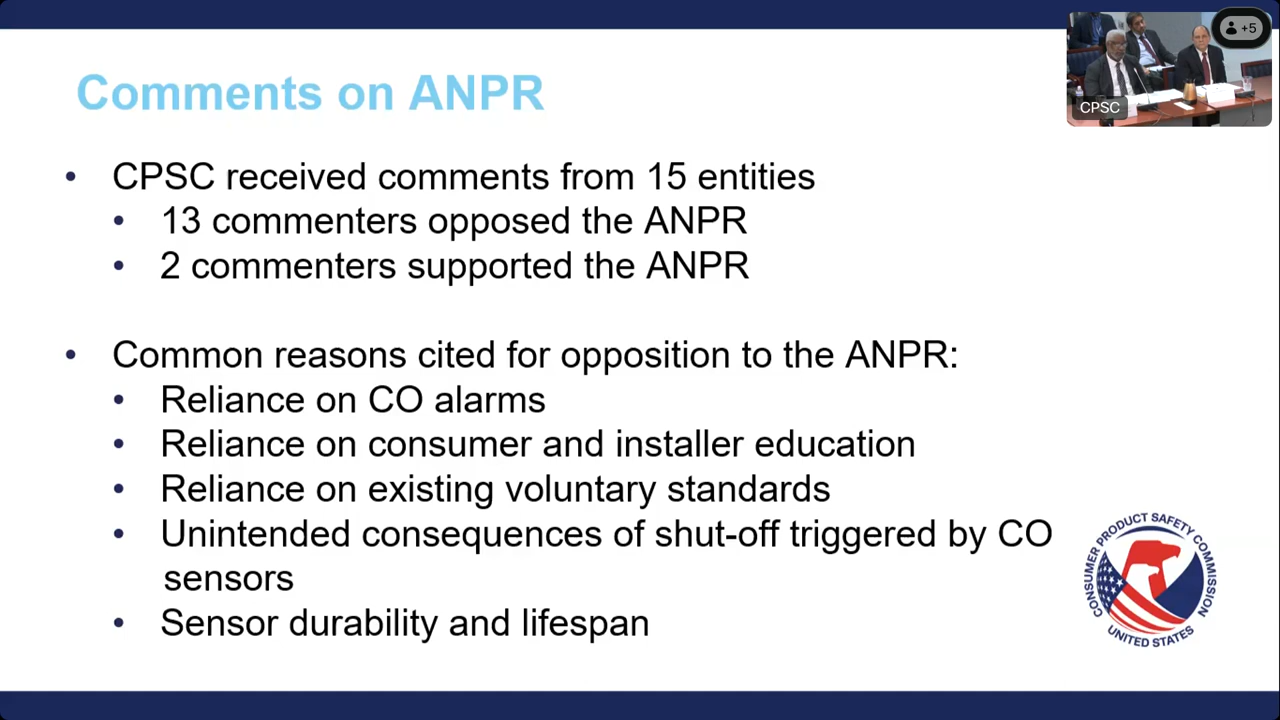 Comments on ANPR
+5
CPSC
• CPSC received comments from 15 entities
• 13 commenters opposed the ANPR
• 2 commenters supported the ANPR
• Common reasons cited for opposition to the ANPR:
• Reliance on CO alarms
• Reliance on consumer and installer education
• Reliance on existing voluntary standards
• Unintended consequences of shut-off triggered by CO
sensors
• Sensor durability and lifespan
CONSUMER PRODUCT SAFETY COMMISSION
UNITED STATES